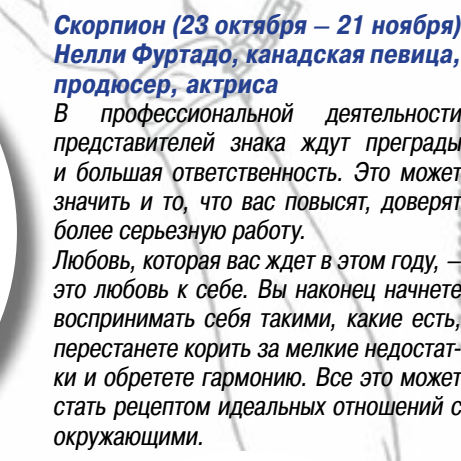 Скорпион (23 октября – 21 ноября)
Нелли Фуртадо, канадская певица,
продюсер, актриса
В профессиональной деятельности
представителей знака ждут преграды
и большая ответственность. Это может
значить и то, что вас повысят, доверят
более серьезную работу.
Любовь, которая вас ждет в этом году, –
это любовь к себе. Вы наконец начнете
воспринимать себя такими, какие есть,
перестанете корить за мелкие недостат-
ки и обретете гармонию. Все это может
стать рецептом идеальных отношений с
окружающими.